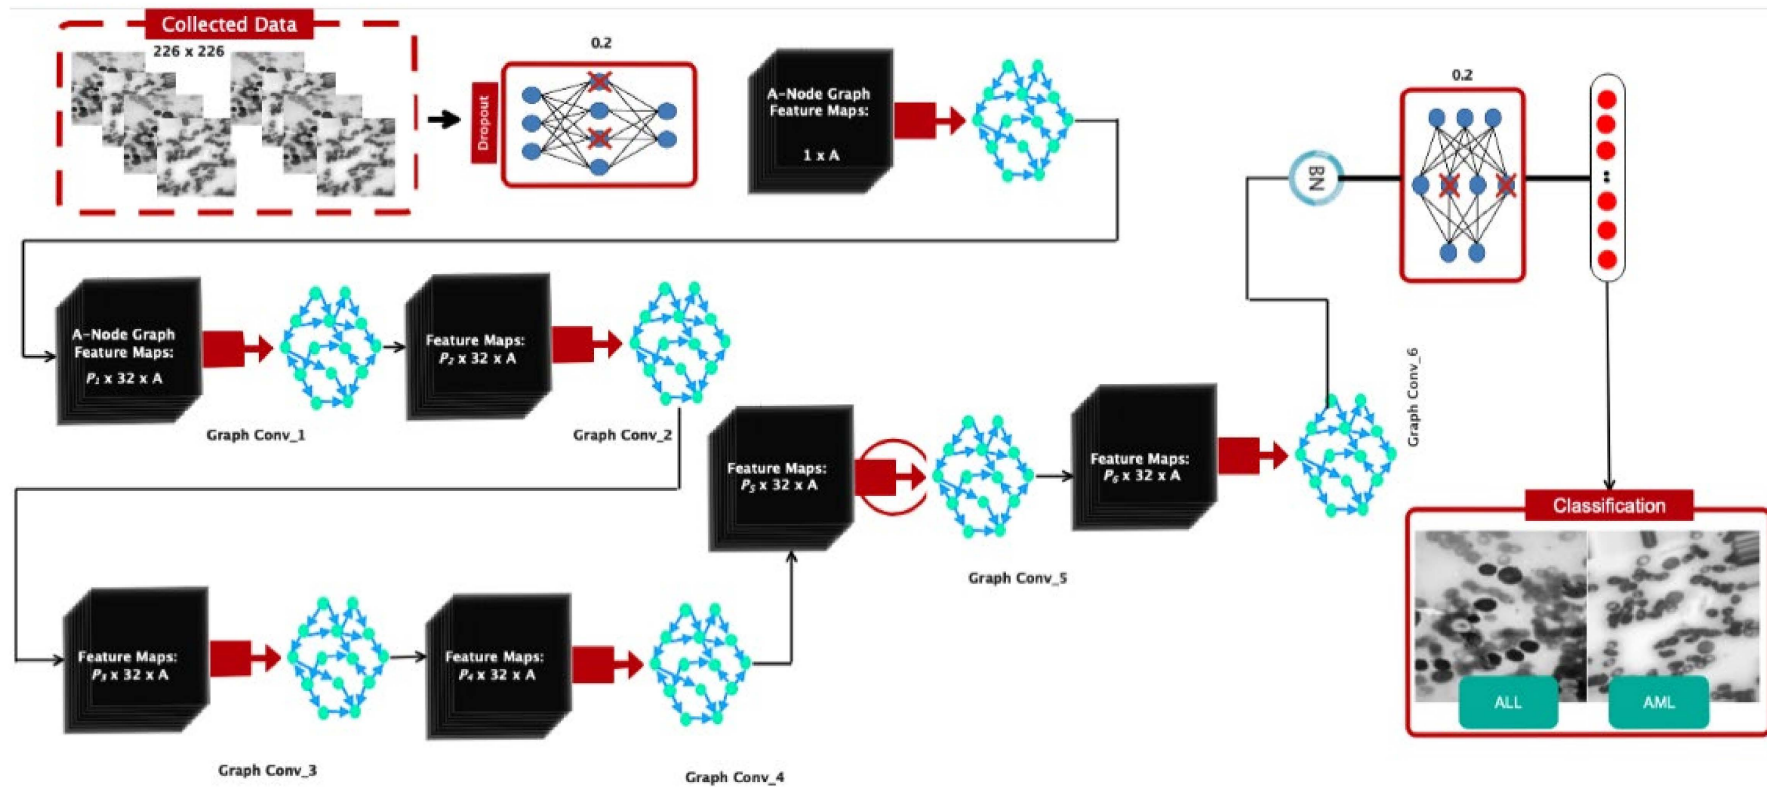 Collected Data
226 x 226
Dropout
0.2
A-Node Graph
Feature Maps:
1 x A
A-Node Graph
Feature Maps:
P₁ x 32 x A
Graph Conv_1
Feature Maps:
P₂ x 32 x A
Graph Conv_2
Feature Maps:
P₃ x 32 x A
Graph Conv_3
Feature Maps:
P₄ x 32 x A
Graph Conv_4
Feature Maps:
P₅ x 32 x A
Graph Conv_5
Feature Maps:
P₆ x 32 x A
Graph Conv_6
BN
0.2
Classification
ALL
AML